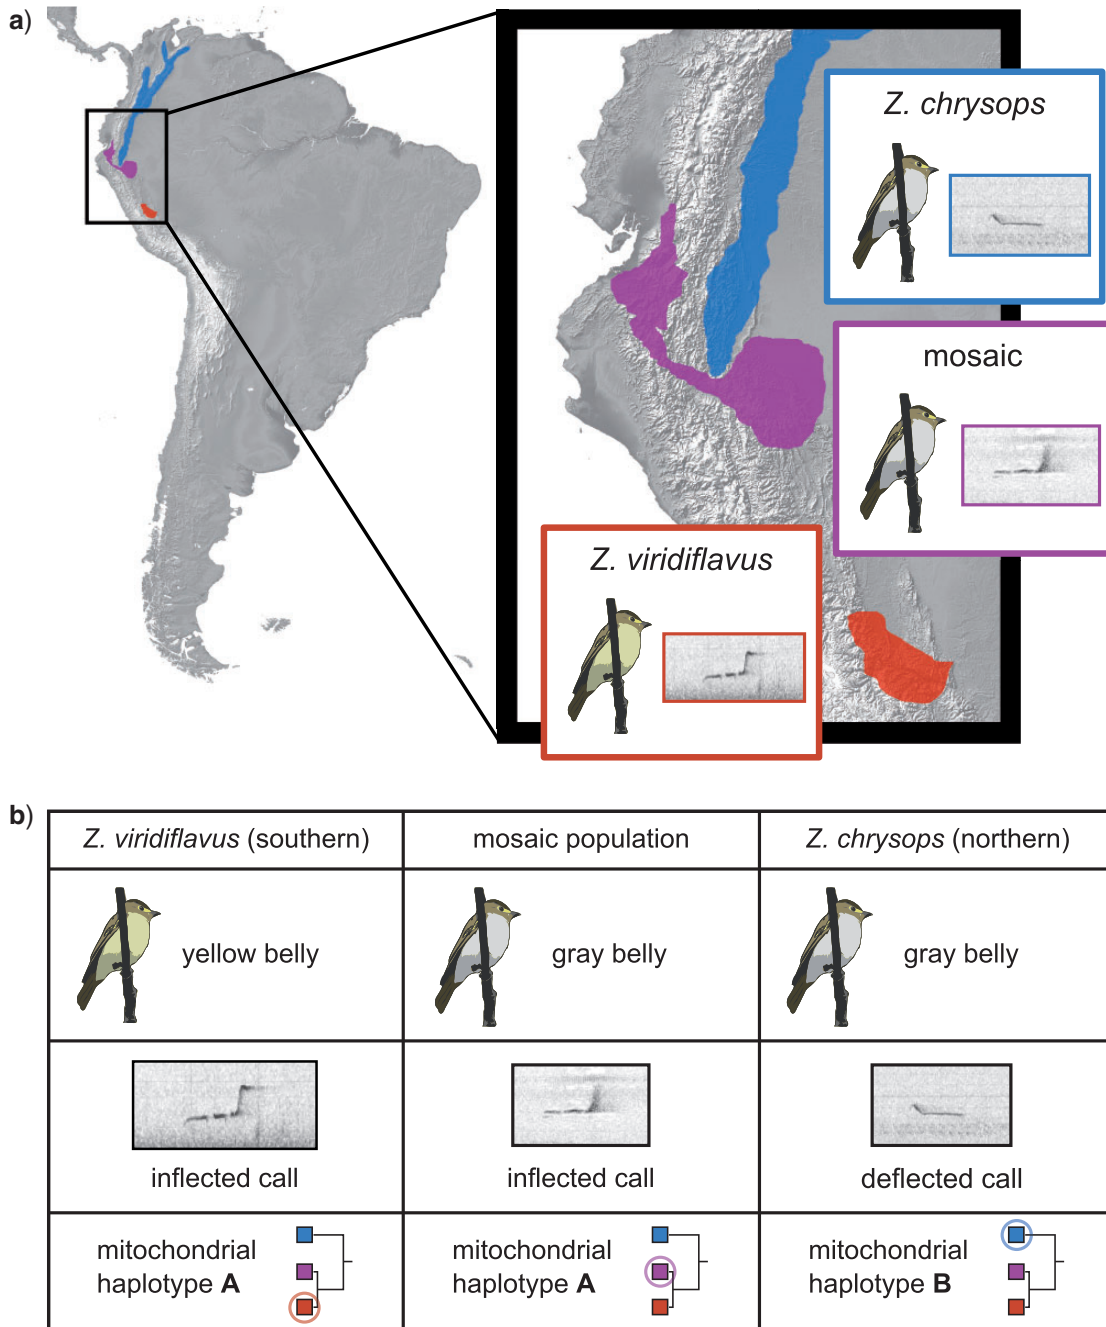 a)
Z. chrysops
mosaic
Z. viridiflavus
b)
Z. viridiflavus (southern)
mosaic population
Z. chrysops (northern)
yellow belly
gray belly
gray belly
inflected call
inflected call
deflected call
mitochondrial
haplotype A
mitochondrial
haplotype A
mitochondrial
haplotype B